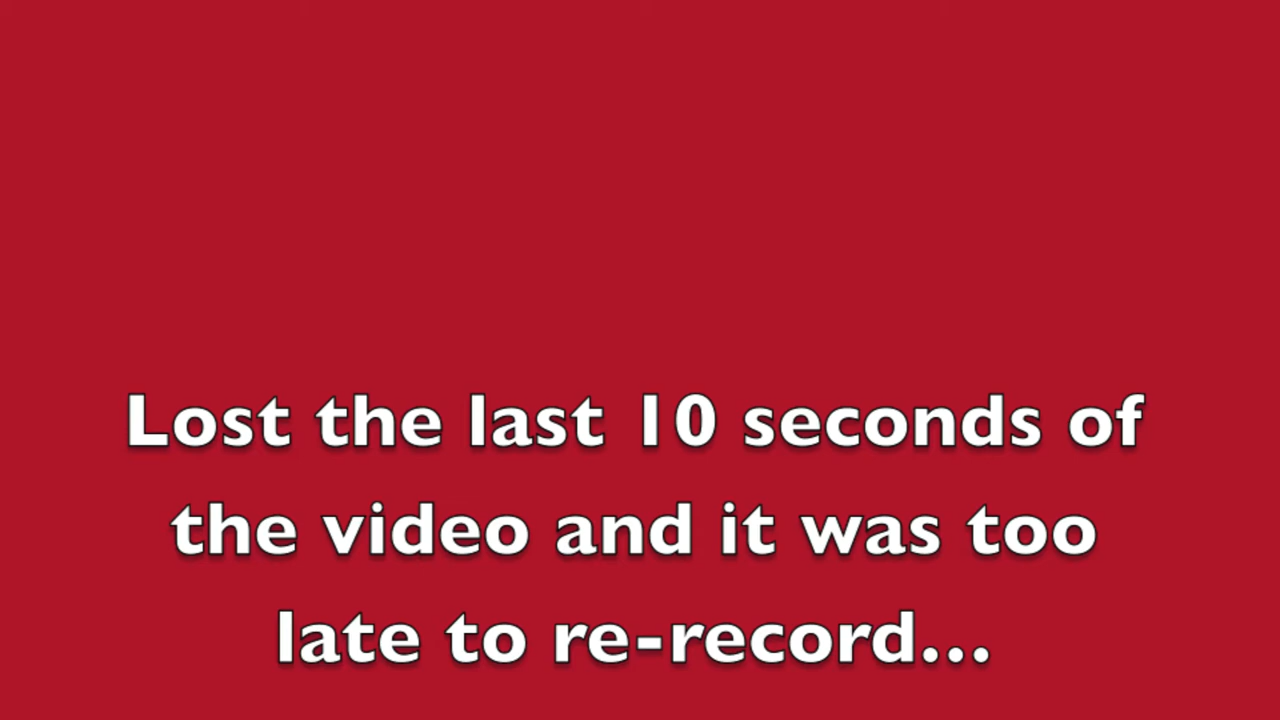 Lost the last 10 seconds of
the video and it was too
late to re-record...